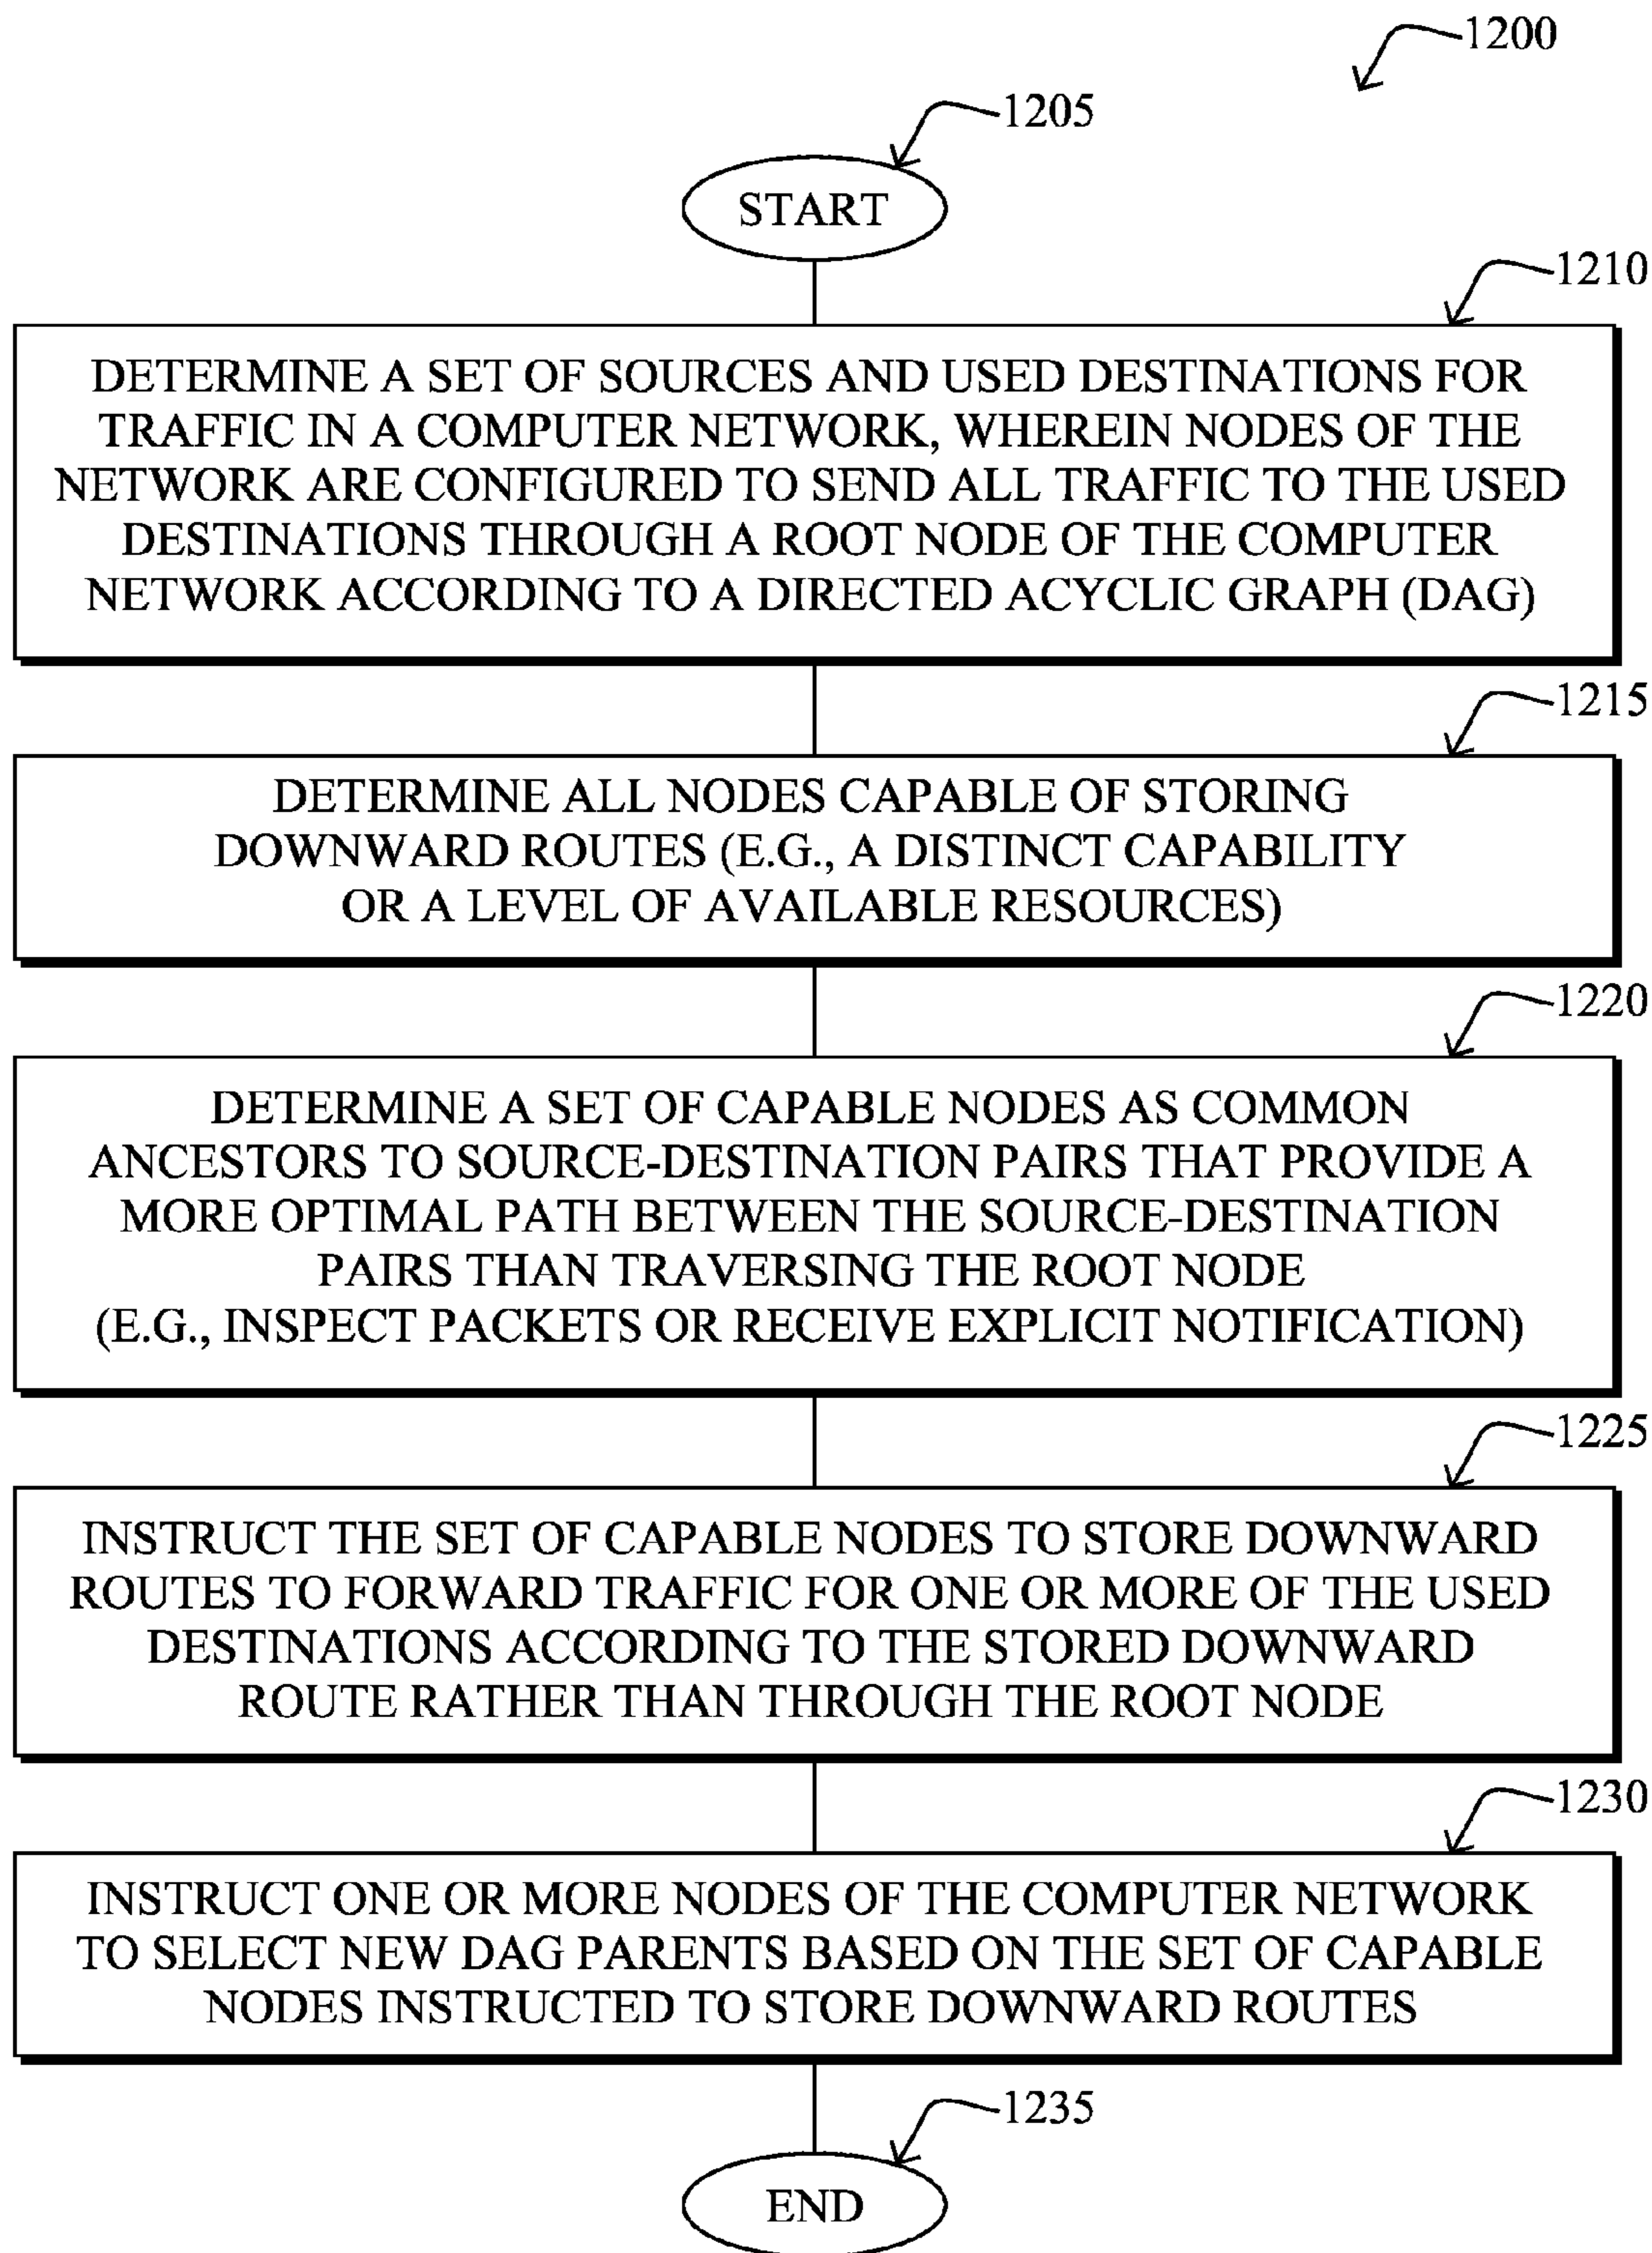 1200
1205
START
1210
DETERMINE A SET OF SOURCES AND USED DESTINATIONS FOR
TRAFFIC IN A COMPUTER NETWORK, WHEREIN NODES OF THE
NETWORK ARE CONFIGURED TO SEND ALL TRAFFIC TO THE USED
DESTINATIONS THROUGH A ROOT NODE OF THE COMPUTER
NETWORK ACCORDING TO A DIRECTED ACYCLIC GRAPH (DAG)
1215
DETERMINE ALL NODES CAPABLE OF STORING
DOWNWARD ROUTES (E.G., A DISTINCT CAPABILITY
OR A LEVEL OF AVAILABLE RESOURCES)
1220
DETERMINE A SET OF CAPABLE NODES AS COMMON
ANCESTORS TO SOURCE-DESTINATION PAIRS THAT PROVIDE A
MORE OPTIMAL PATH BETWEEN THE SOURCE-DESTINATION
PAIRS THAN TRAVERSING THE ROOT NODE
(E.G., INSPECT PACKETS OR RECEIVE EXPLICIT NOTIFICATION)
1225
INSTRUCT THE SET OF CAPABLE NODES TO STORE DOWNWARD
ROUTES TO FORWARD TRAFFIC FOR ONE OR MORE OF THE USED
DESTINATIONS ACCORDING TO THE STORED DOWNWARD
ROUTE RATHER THAN THROUGH THE ROOT NODE
1230
INSTRUCT ONE OR MORE NODES OF THE COMPUTER NETWORK
TO SELECT NEW DAG PARENTS BASED ON THE SET OF CAPABLE
NODES INSTRUCTED TO STORE DOWNWARD ROUTES
1235
END